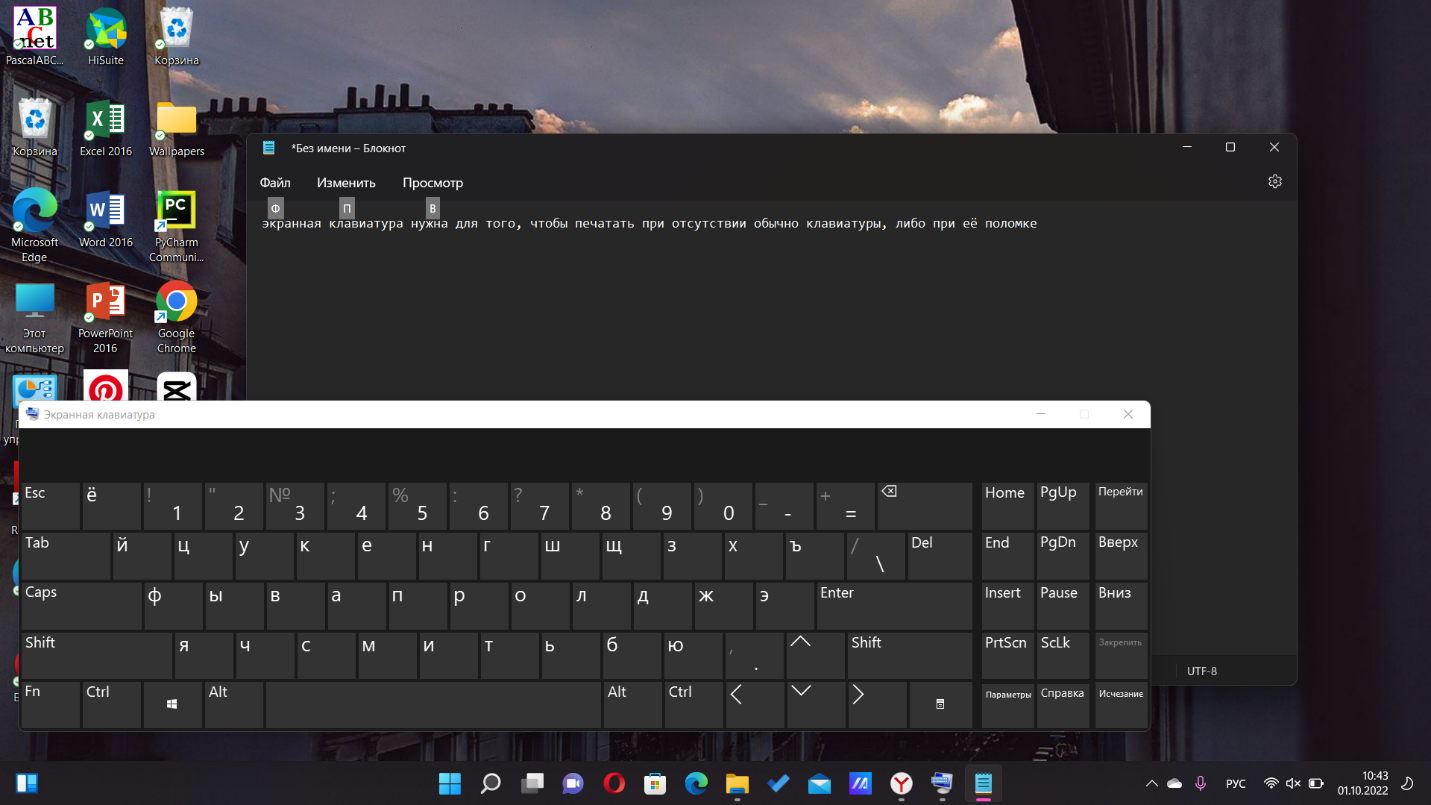 ABC
net
PascalABC...
HiSuite
Корзина
Корзина
Excel 2016
Wallpapers
Microsoft
Edge
Word 2016
PC
PyCharm
Communi...
Этот
компьютер
PowerPoint
2016
Google
Chrome
*Без имени – Блокнот
Файл Изменить Просмотр
Ф П В
экранная клавиатура нужна для того, чтобы печатать при отсутствии обычно клавиатуры, либо при её поломке
UTF-8
Экранная клавиатура
Esc ё ! 1 " 2 № 3 ; 4 % 5 : 6 ? 7 * 8 ( 9 ) 0 _ - + = Home PgUp Перейти
Tab й ц у к е н г ш щ з х ъ / \ Del End PgDn Вверх
Caps ф ы в а п р о л д ж э Enter Insert Pause Вниз
Shift я ч с м и т ь б ю , . Shift PrtScn ScLk Закрепить
Fn Ctrl Alt Alt Ctrl Параметры Справка Исчезание
РУС
10:43
01.10.2022